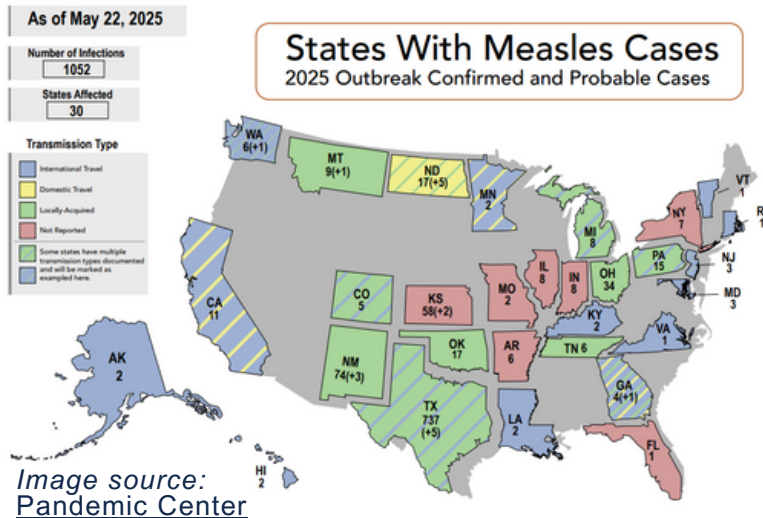 As of May 22, 2025
Number of Infections
1052
States Affected
30
Transmission Type
International Travel
Domestic Travel
Locally-Acquired
Not Reported
Some states have multiple
transmission types documented
and will be marked as
exampled here.
States With Measles Cases
2025 Outbreak Confirmed and Probable Cases
WA
6(+1)
MT
9(+1)
ND
17(+5)
MN
2
VT
1
R
1
NY
7
MI
8
PA
15
NJ
3
MD
3
OH
34
IL
8
IN
8
CA
11
CO
5
KS
58(+2)
MO
2
KY
2
VA
1
NM
74(+3)
OK
17
AR
6
TN 6
GA
4(+1)
TX
737
(+5)
LA
2
FL
1
AK
2
HI
2
Image source:
Pandemic Center